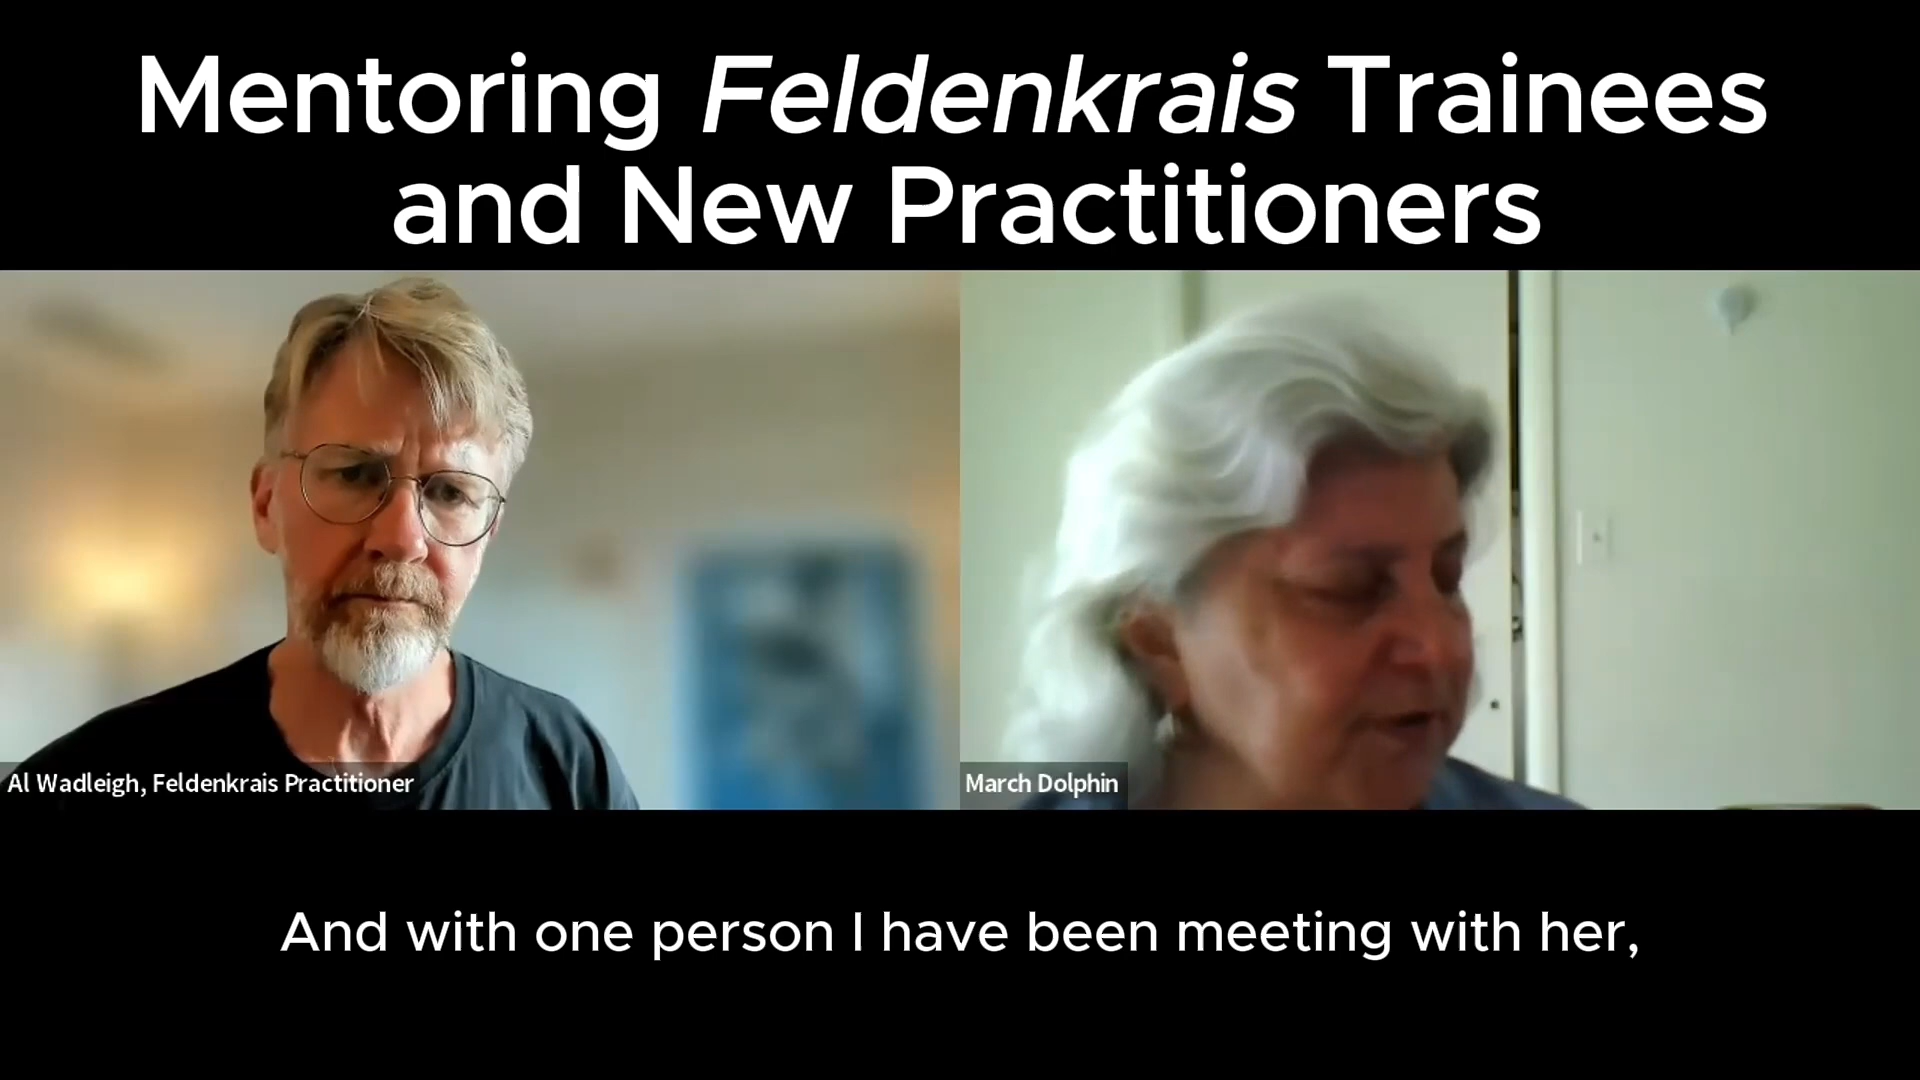 Mentoring Feldenkrais Trainees
and New Practitioners
Al Wadleigh, Feldenkrais Practitioner
March Dolphin
And with one person I have been meeting with her,